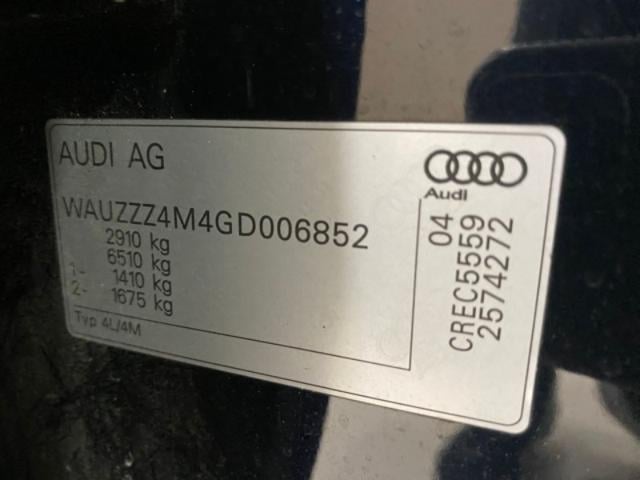 AUDI AG
Audi
WAUZZZ4M4GD006852
2910 kg
6510 kg
1- 1410 kg
2- 1675 kg
Typ 4L/4M
04
CREC5559
2574272